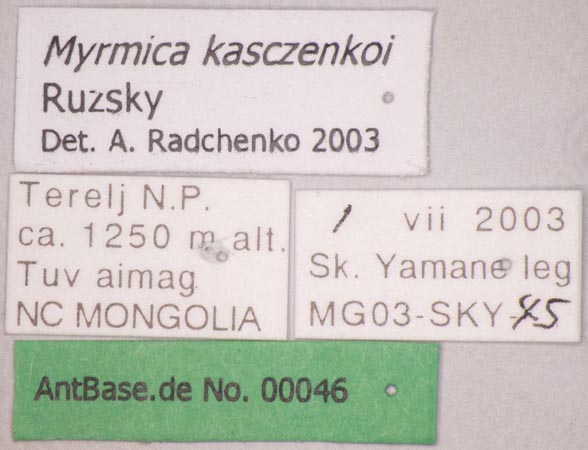 Myrmica kasczenkoi
Ruzsky
Det. A. Radchenko 2003
Terelj N.P.
ca. 1250 m alt.
Tuv aimag
NC MONGOLIA
1 vii 2003
Sk. Yamane leg
MG03-SKY-45
AntBase.de No. 00046